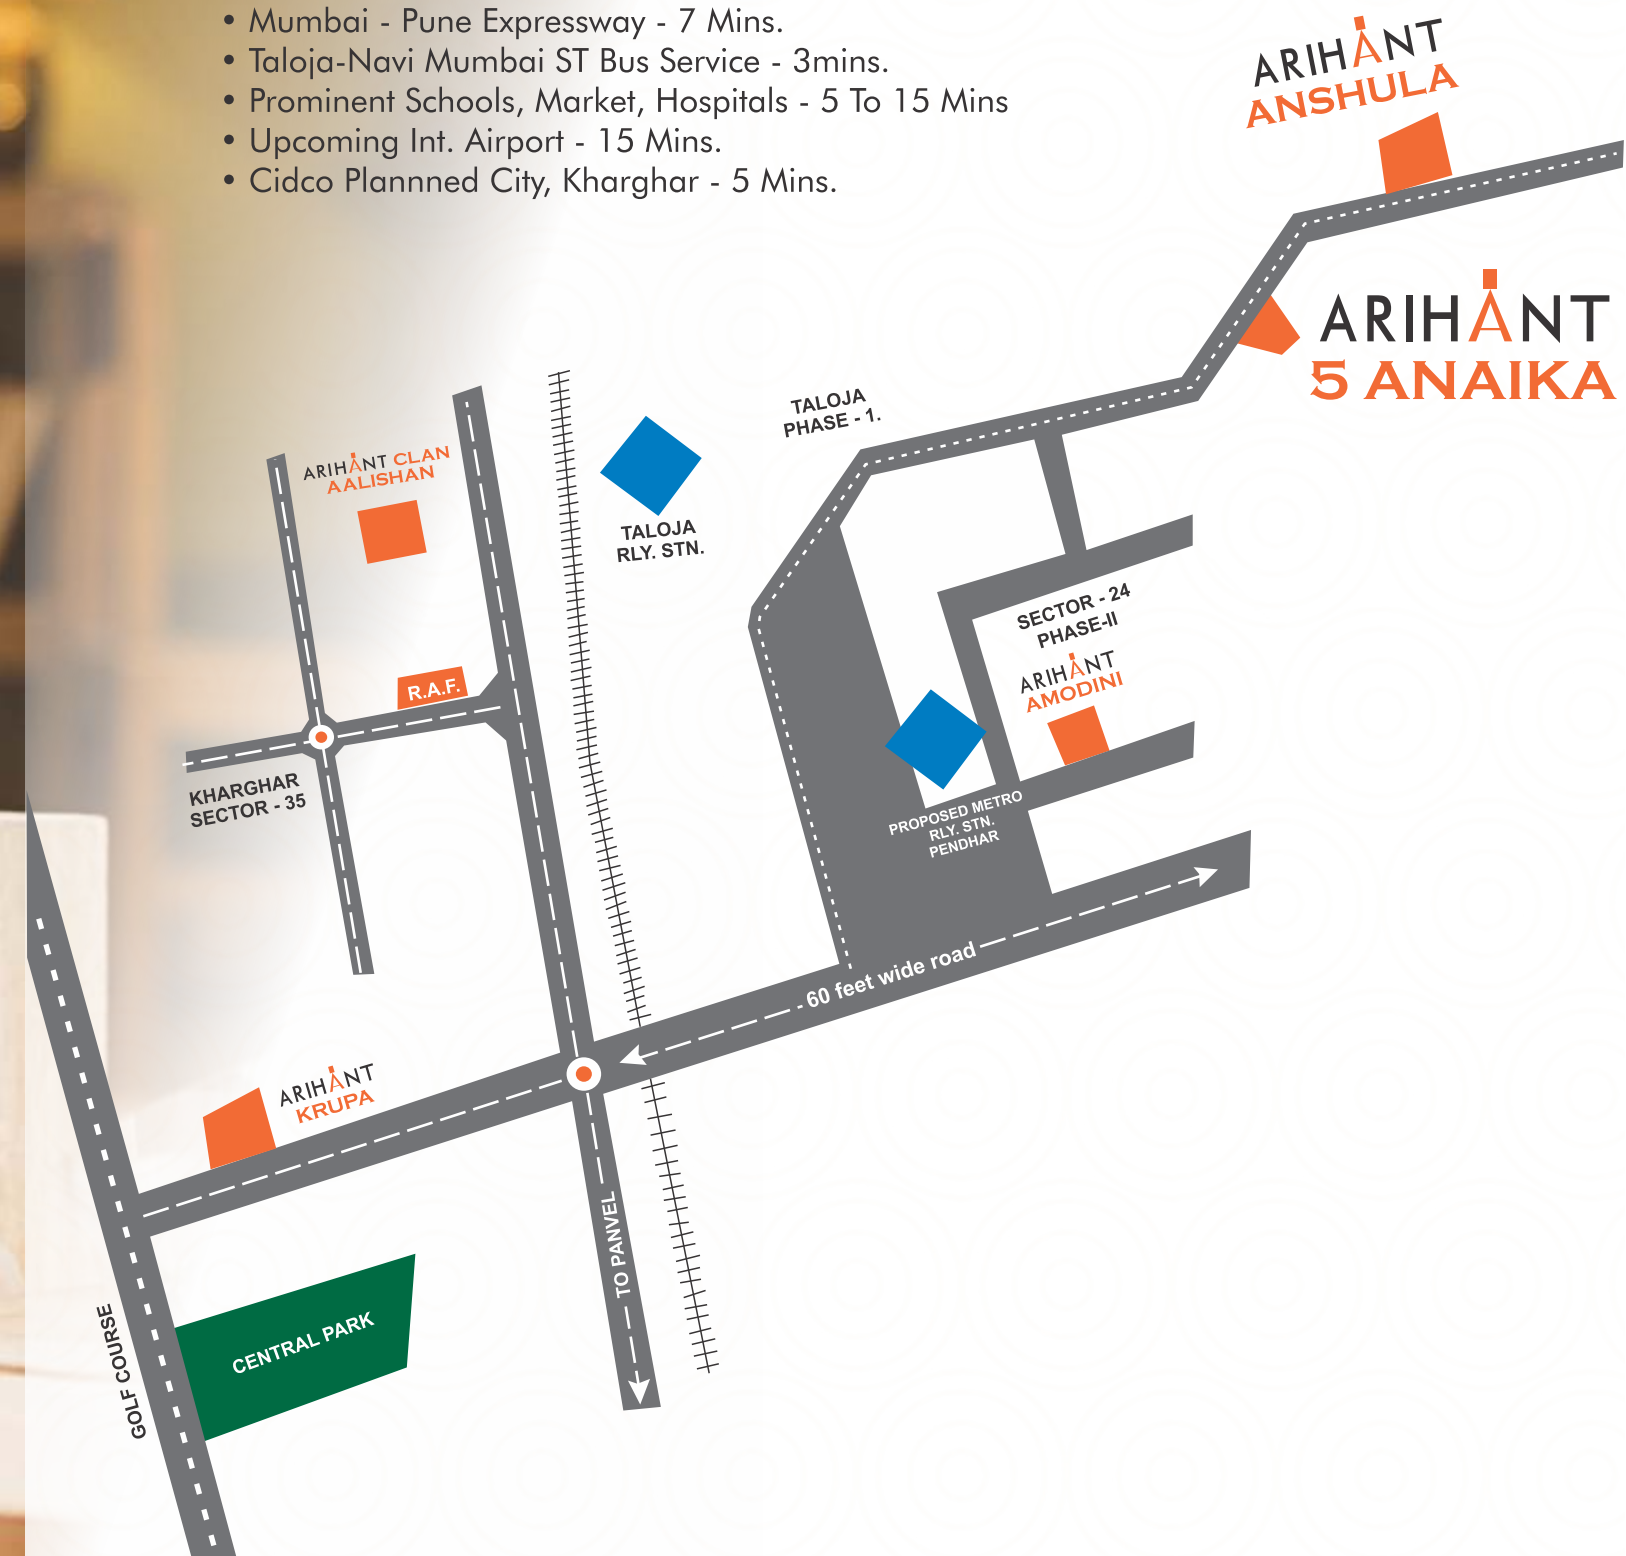 • Mumbai - Pune Expressway - 7 Mins.
• Taloja-Navi Mumbai ST Bus Service - 3mins.
• Prominent Schools, Market, Hospitals - 5 To 15 Mins
• Upcoming Int. Airport - 15 Mins.
• Cidco Plannned City, Kharghar - 5 Mins.
ARIHANT
ANSHULA
ARIHANT
5 ANAIKA
TALOJA
PHASE - 1.
ARIHANT CLAN
AALISHAN
TALOJA
RLY. STN.
SECTOR - 24
PHASE-II
ARIHANT
AMODINI
R.A.F.
KHARGHAR
SECTOR - 35
PROPOSED METRO
RLY. STN.
PENDHAR
60 feet wide road
ARIHANT
KRUPA
TO PANVEL
CENTRAL PARK
GOLF COURSE